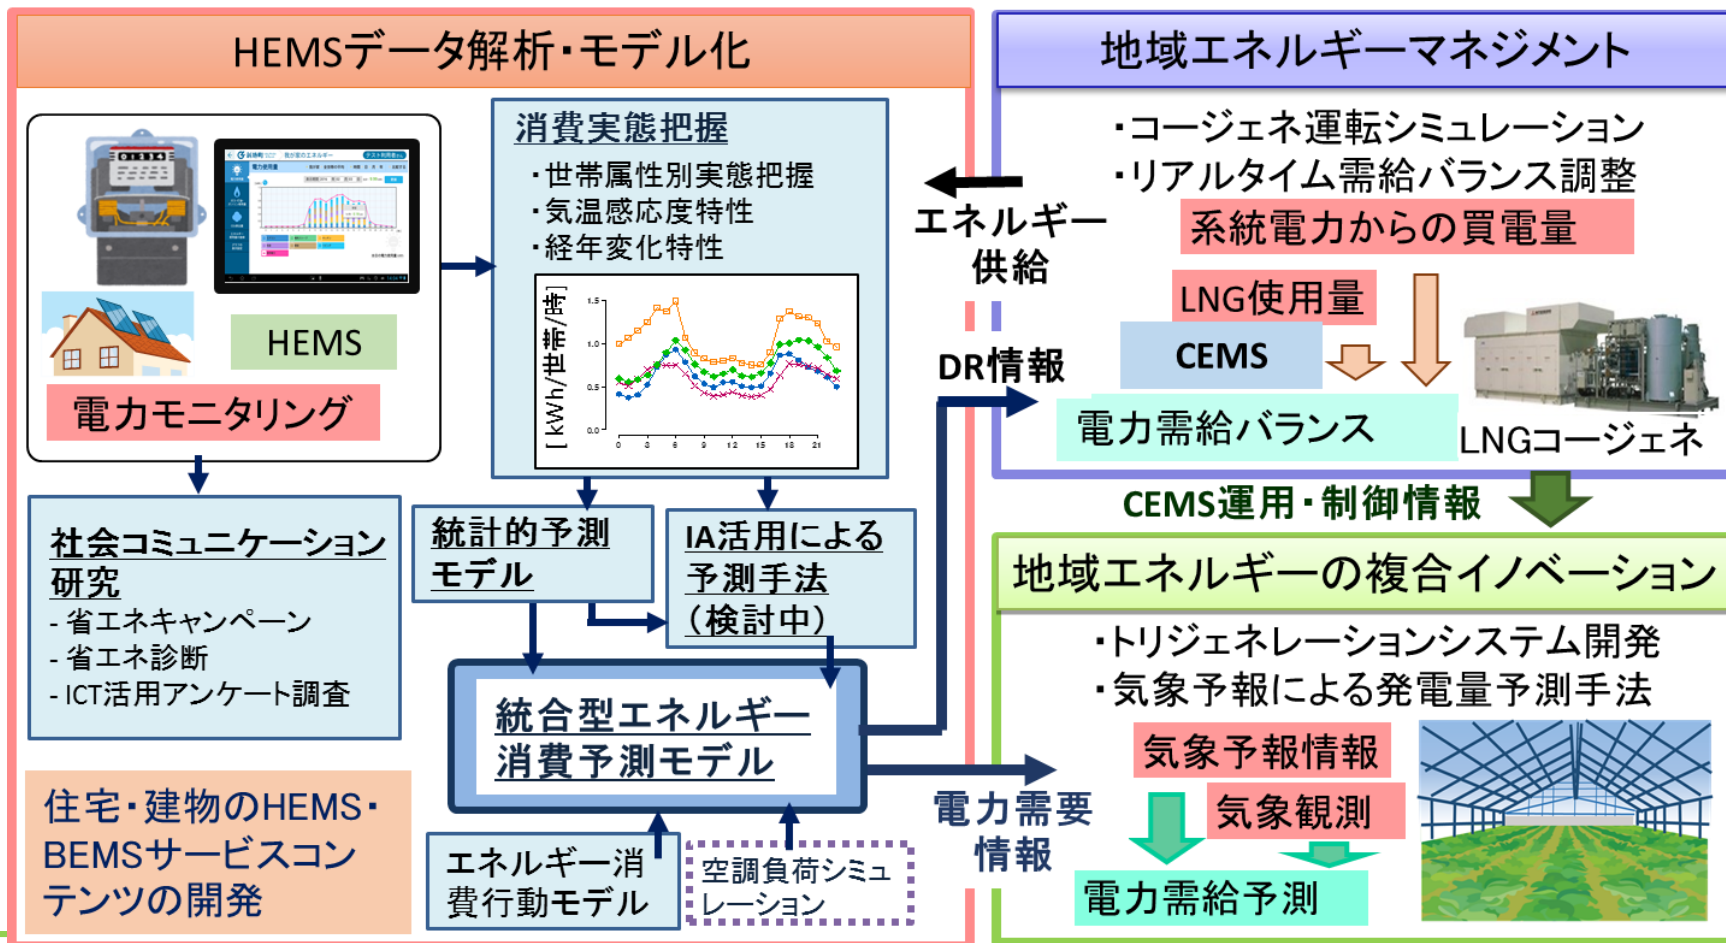 HEMSデータ解析・モデル化
HEMS
電力モニタリング
消費実態把握
・世帯属性別実態把握
・気温感応度特性
・経年変化特性
[ kWh/世帯/時]
1.5
1.0
0.5
0.0
0 3 6 9 12 15 18 21
社会コミュニケーション
研究
- 省エネキャンペーン
- 省エネ診断
- ICT活用アンケート調査
統計的予測
モデル
IA活用による
予測手法
（検討中）
統合型エネルギー
消費予測モデル
エネルギー消
費行動モデル
空調負荷シミュ
レーション
住宅・建物のHEMS・
BEMSサービスコン
テンツの開発
エネルギー
供給
DR情報
電力需要
情報
地域エネルギーマネジメント
・コージェネ運転シミュレーション
・リアルタイム需給バランス調整
系統電力からの買電量
LNG使用量
CEMS
電力需給バランス
LNGコージェネ
CEMS運用・制御情報
地域エネルギーの複合イノベーション
・トリジェネレーションシステム開発
・気象予報による発電量予測手法
気象予報情報
気象観測
電力需給予測